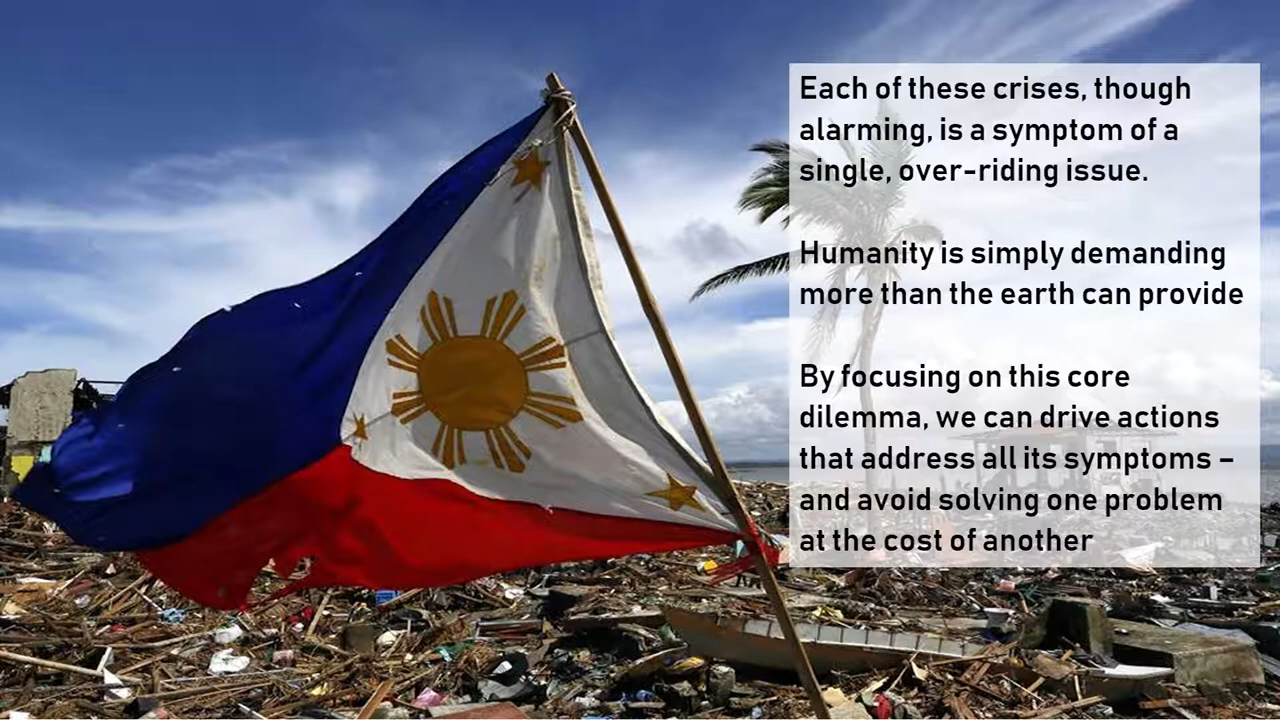 Each of these crises, though
alarming, is a symptom of a
single, over-riding issue.
Humanity is simply demanding
more than the earth can provide
By focusing on this core
dilemma, we can drive actions
that address all its symptoms –
and avoid solving one problem
at the cost of another